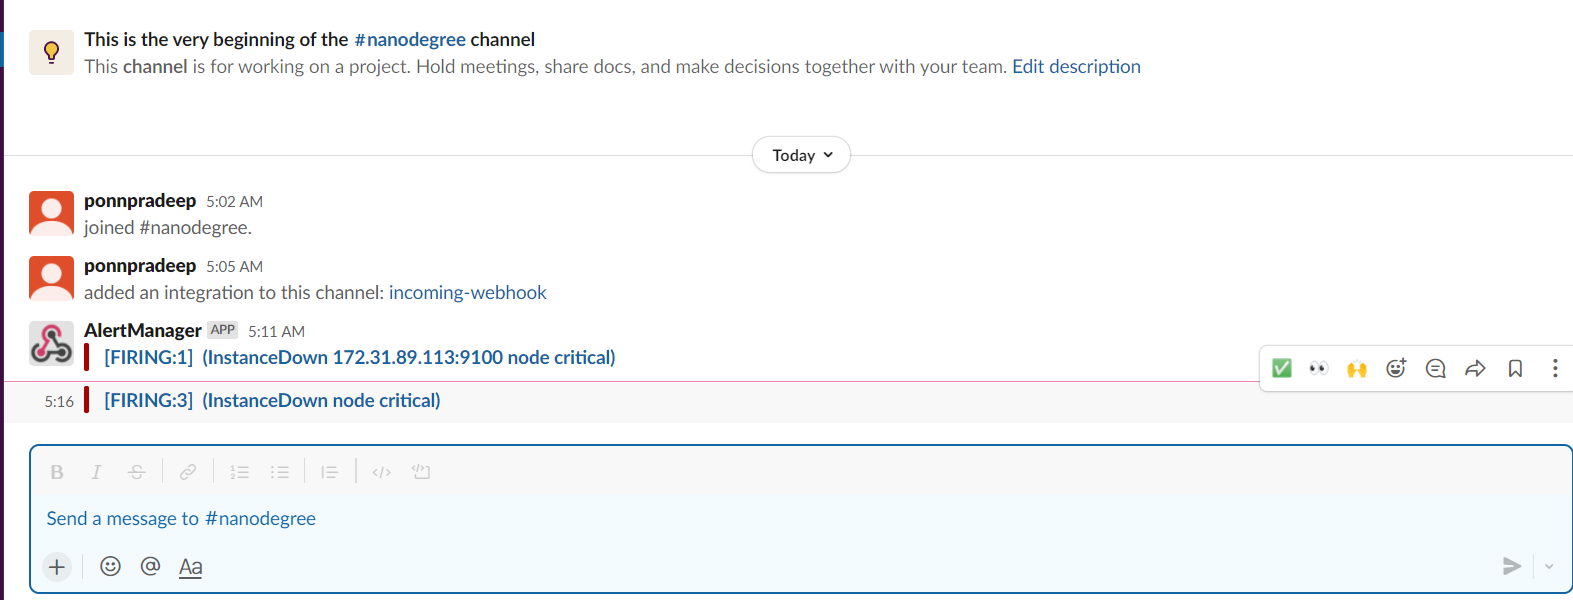 This is the very beginning of the #nanodegree channel
This channel is for working on a project. Hold meetings, share docs, and make decisions together with your team. Edit description
Today
ponnpradeep 5:02 AM
joined #nanodegree.
ponnpradeep 5:05 AM
added an integration to this channel: incoming-webhook
AlertManager APP 5:11 AM
[FIRING:1] (InstanceDown 172.31.89.113:9100 node critical)
5:16 [FIRING:3] (InstanceDown node critical)
B I S
Send a message to #nanodegree
+ @ Aa